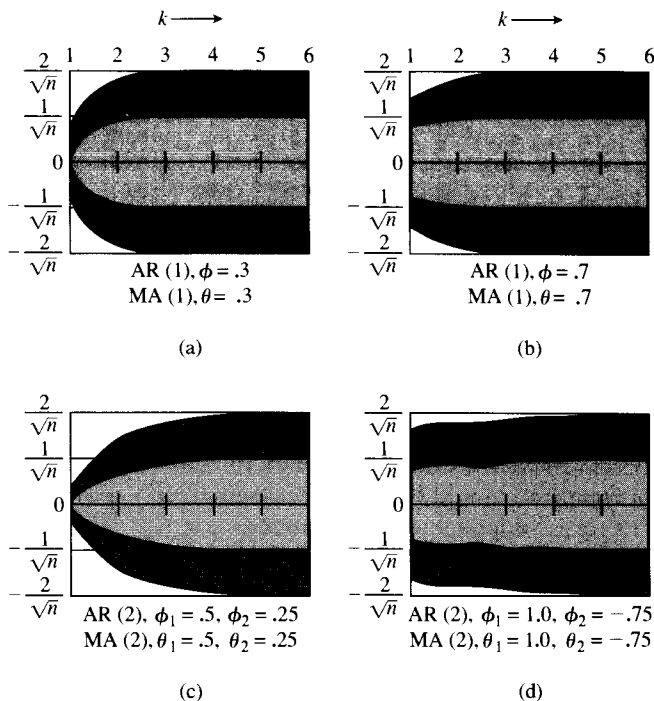 k →
k →
1 2 3 4 5 6
1 2 3 4 5 6
2/√n
1/√n
0
−1/√n
−2/√n
2/√n
1/√n
0
−1/√n
−2/√n
AR (1), ϕ = .3
MA (1), θ = .3
AR (1), ϕ = .7
MA (1), θ = .7
(a)
(b)
2/√n
1/√n
0
−1/√n
−2/√n
2/√n
1/√n
0
−1/√n
−2/√n
AR (2), ϕ₁ = .5, ϕ₂ = .25
MA (2), θ₁ = .5, θ₂ = .25
AR (2), ϕ₁ = 1.0, ϕ₂ = −.75
MA (2), θ₁ = 1.0, θ₂ = −.75
(c)
(d)